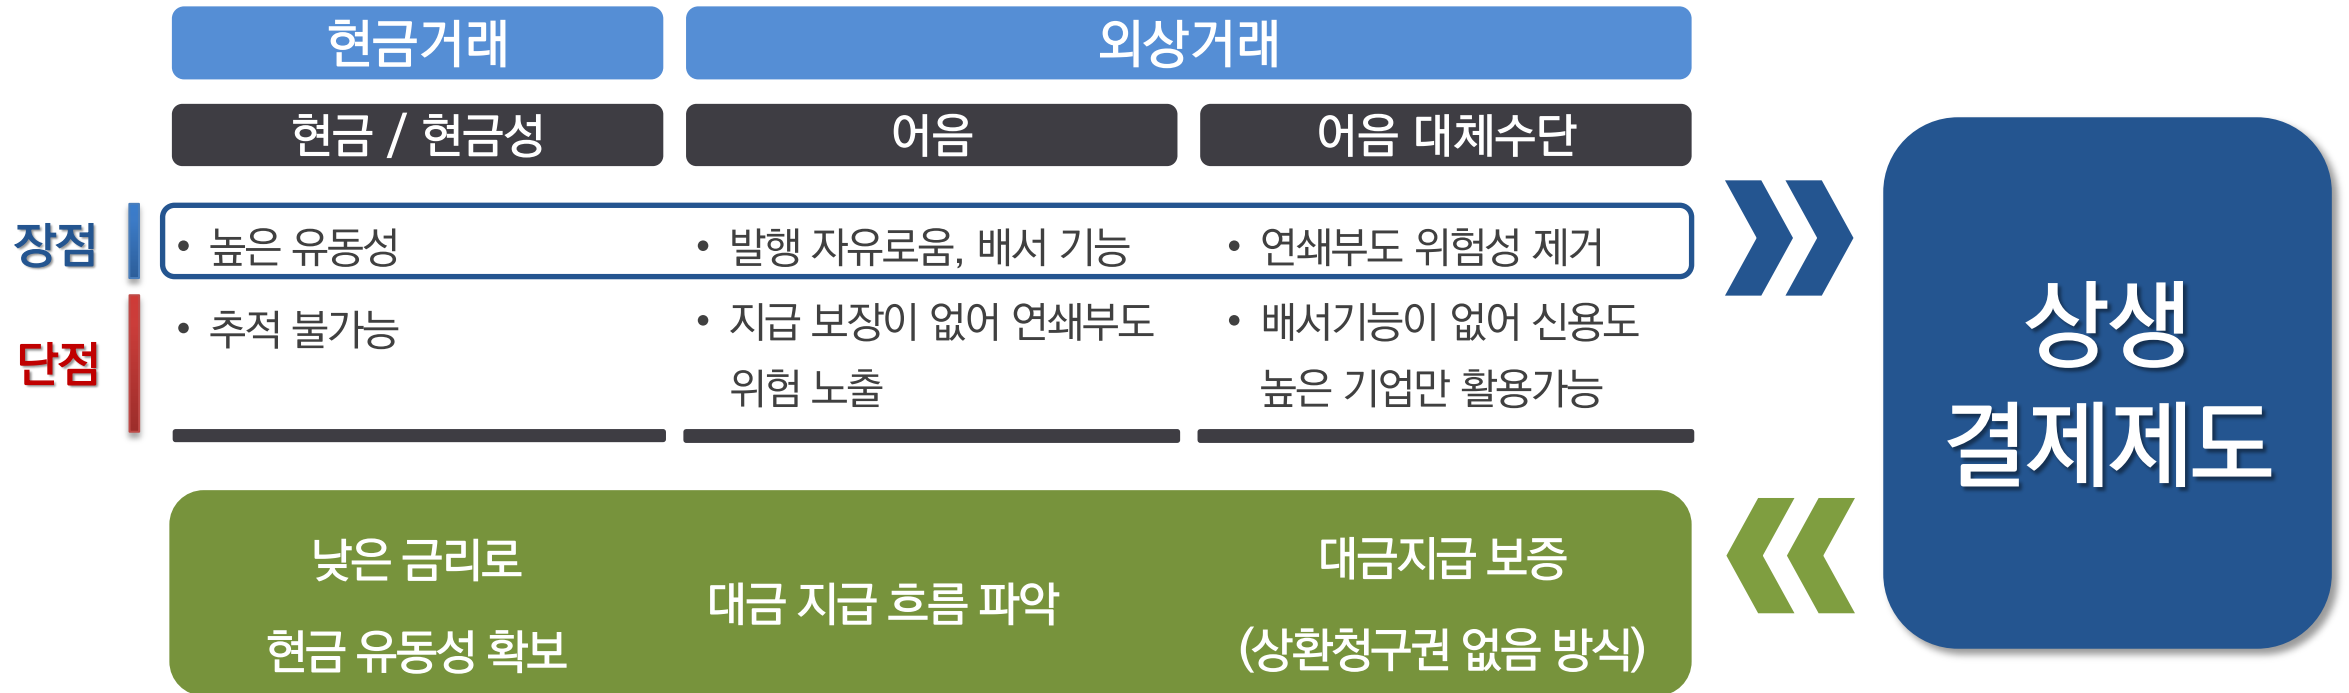 현금거래
외상거래
현금 / 현금성
어음
어음 대체수단
장점
• 높은 유동성
• 발행 자유로움, 배서 기능
• 연쇄부도 위험성 제거
단점
• 추적 불가능
• 지급 보장이 없어 연쇄부도
위험 노출
• 배서기능이 없어 신용도
높은 기업만 활용가능
상생
결제제도
낮은 금리로
현금 유동성 확보
대금 지급 흐름 파악
대금지급 보증
(상환청구권 없음 방식)